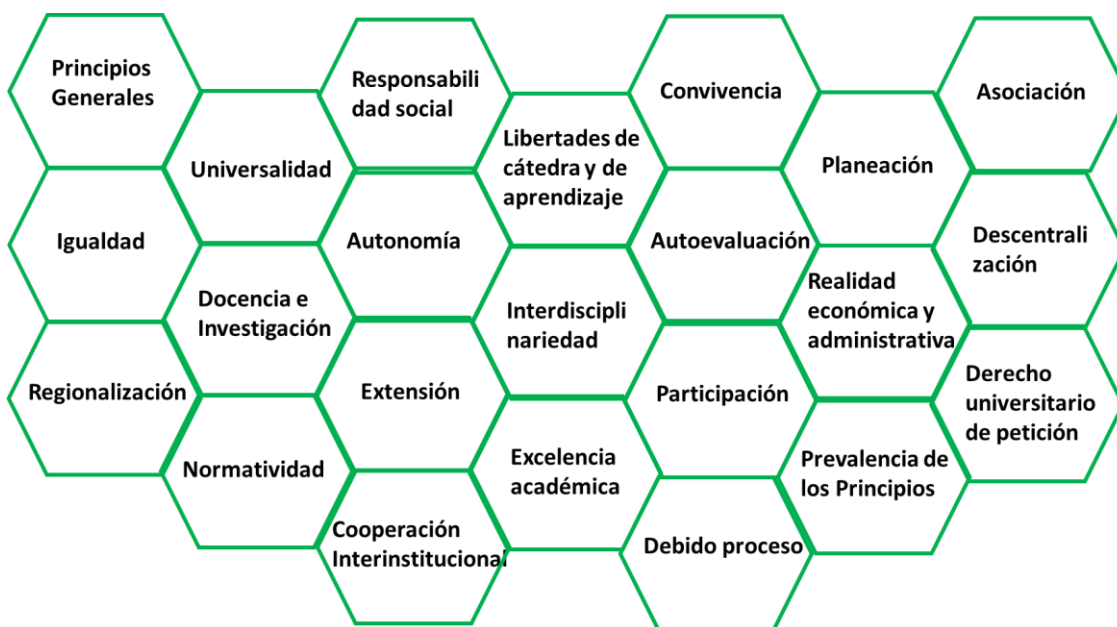 Principios
Generales
Igualdad
Regionalización
Universalidad
Docencia e
Investigación
Normatividad
Responsabili
dad social
Autonomía
Extensión
Cooperación
Interinstitucional
Libertades de
cátedra y de
aprendizaje
Interdiscipli
nariedad
Excelencia
académica
Convivencia
Autoevaluación
Participación
Debido proceso
Planeación
Realidad
económica y
administrativa
Prevalencia de
los Principios
Asociación
Descentrali
zación
Derecho
universitario
de petición